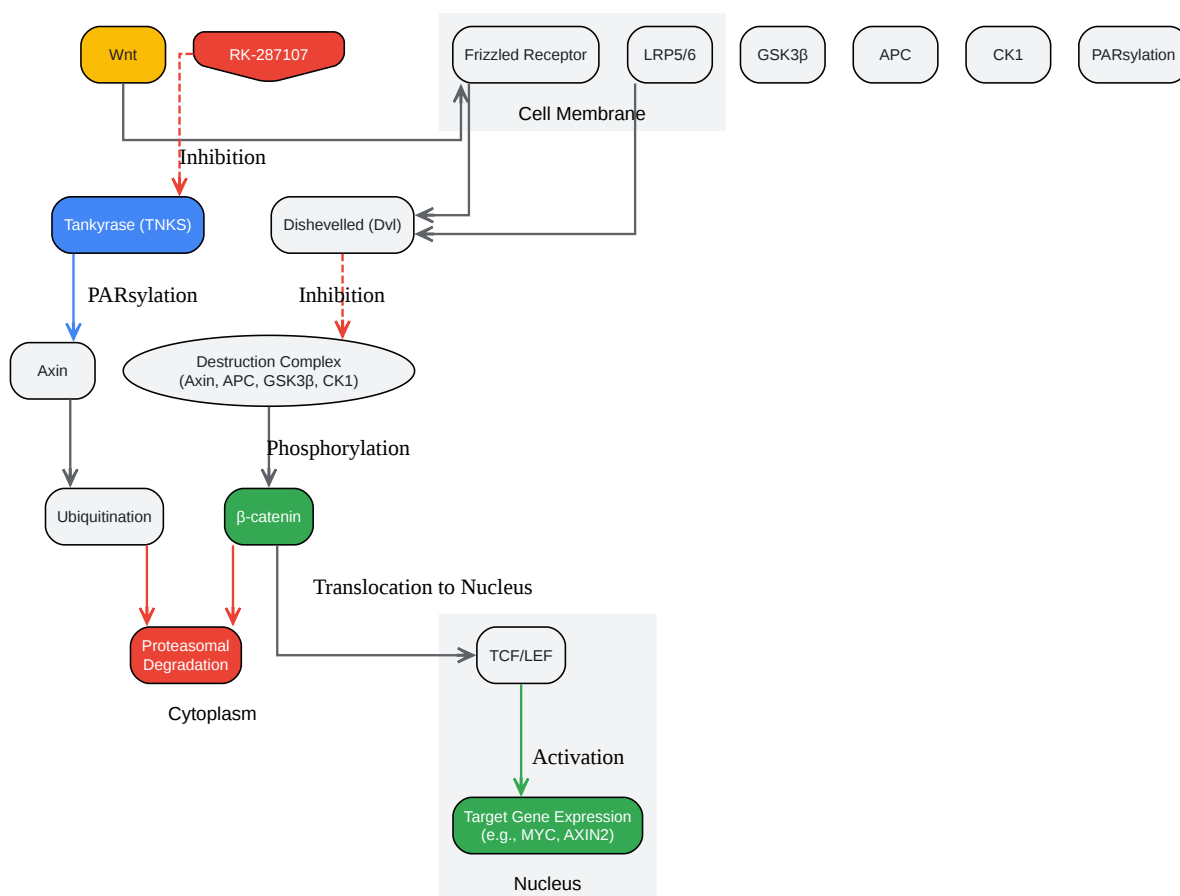 Wnt
RK-287107
Frizzled Receptor
LRP5/6
GSK3β
APC
CK1
PARsylation
Cell Membrane
Inhibition
Tankyrase (TNKS)
Dishevelled (Dvl)
PARsylation
Inhibition
Axin
Destruction Complex
(Axin, APC, GSK3β, CK1)
Phosphorylation
Ubiquitination
β-catenin
Translocation to Nucleus
Proteasomal
Degradation
TCF/LEF
Cytoplasm
Activation
Target Gene Expression
(e.g., MYC, AXIN2)
Nucleus